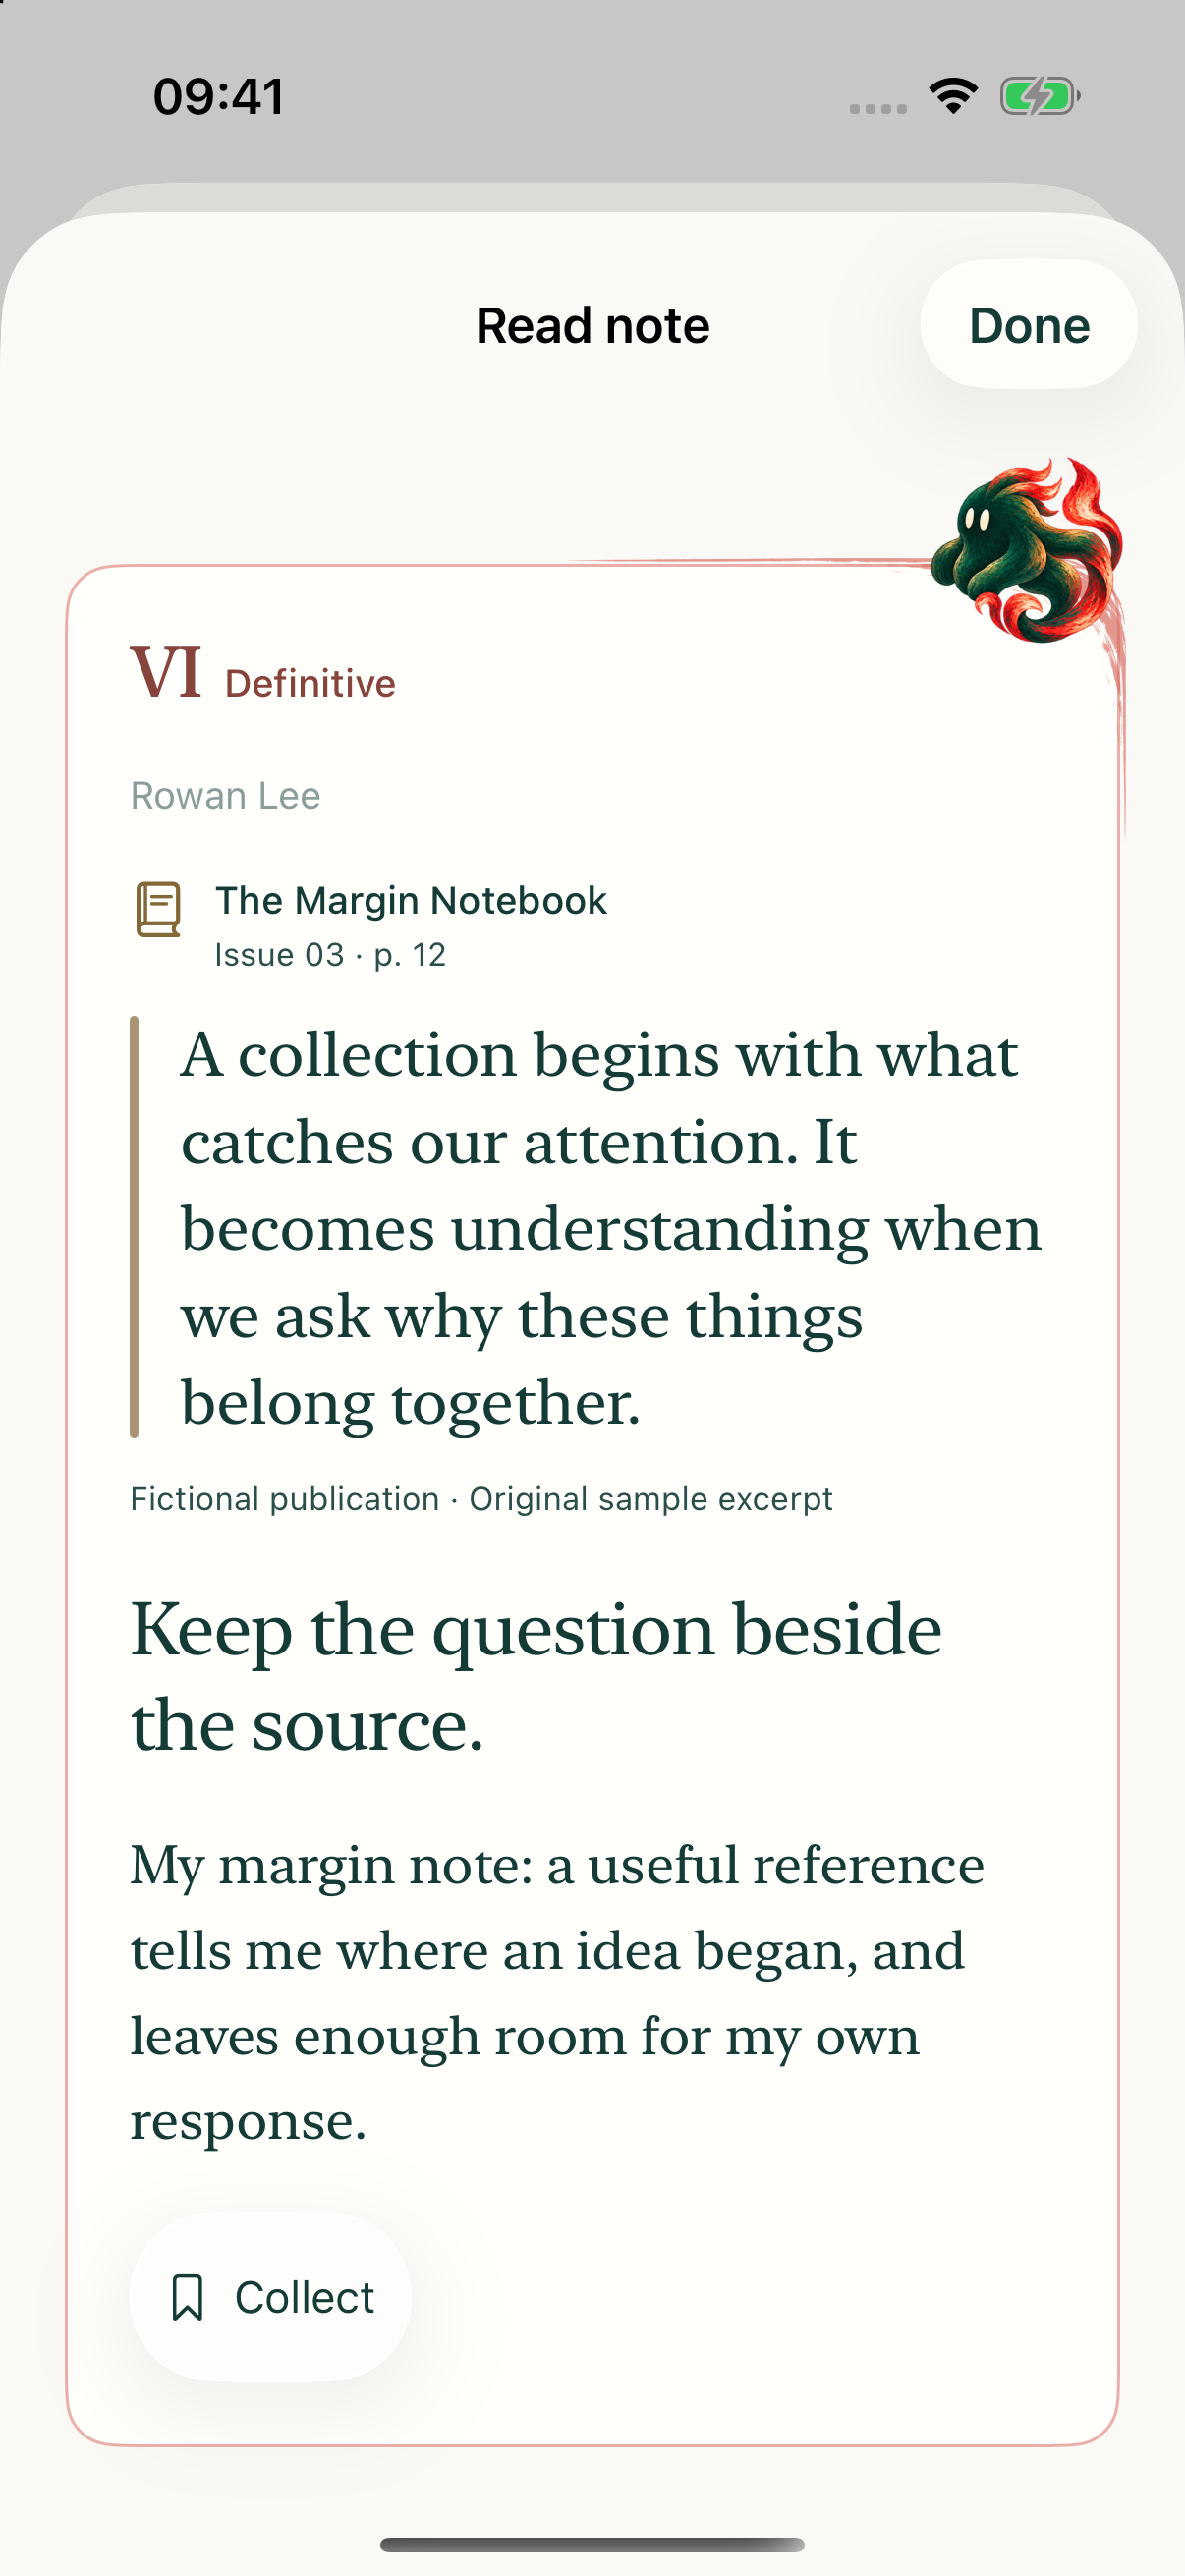 09:41
Read note
Done
VI Definitive
Rowan Lee
The Margin Notebook
Issue 03 · p. 12
A collection begins with what
catches our attention. It
becomes understanding when
we ask why these things
belong together.
Fictional publication · Original sample excerpt
Keep the question beside
the source.
My margin note: a useful reference
tells me where an idea began, and
leaves enough room for my own
response.
Collect